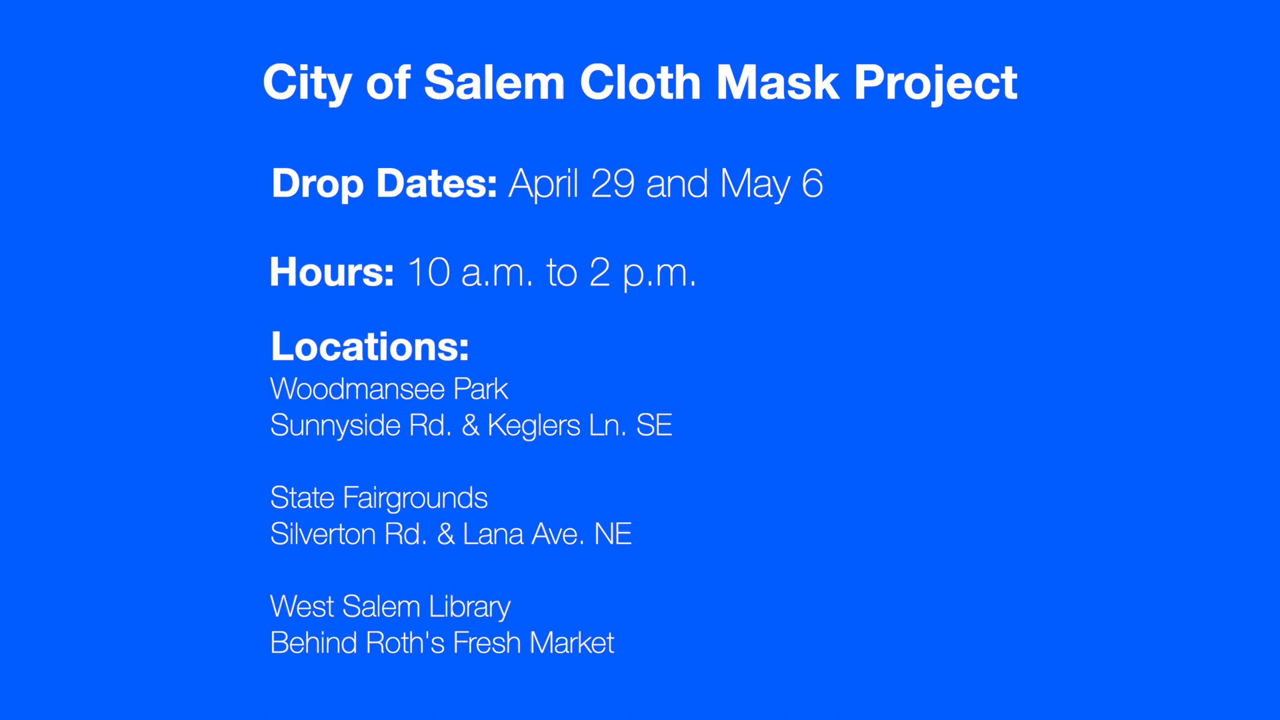 City of Salem Cloth Mask Project
Drop Dates: April 29 and May 6
Hours: 10 a.m. to 2 p.m.
Locations:
Woodmansee Park
Sunnyside Rd. & Keglers Ln. SE
State Fairgrounds
Silverton Rd. & Lana Ave. NE
West Salem Library
Behind Roth's Fresh Market